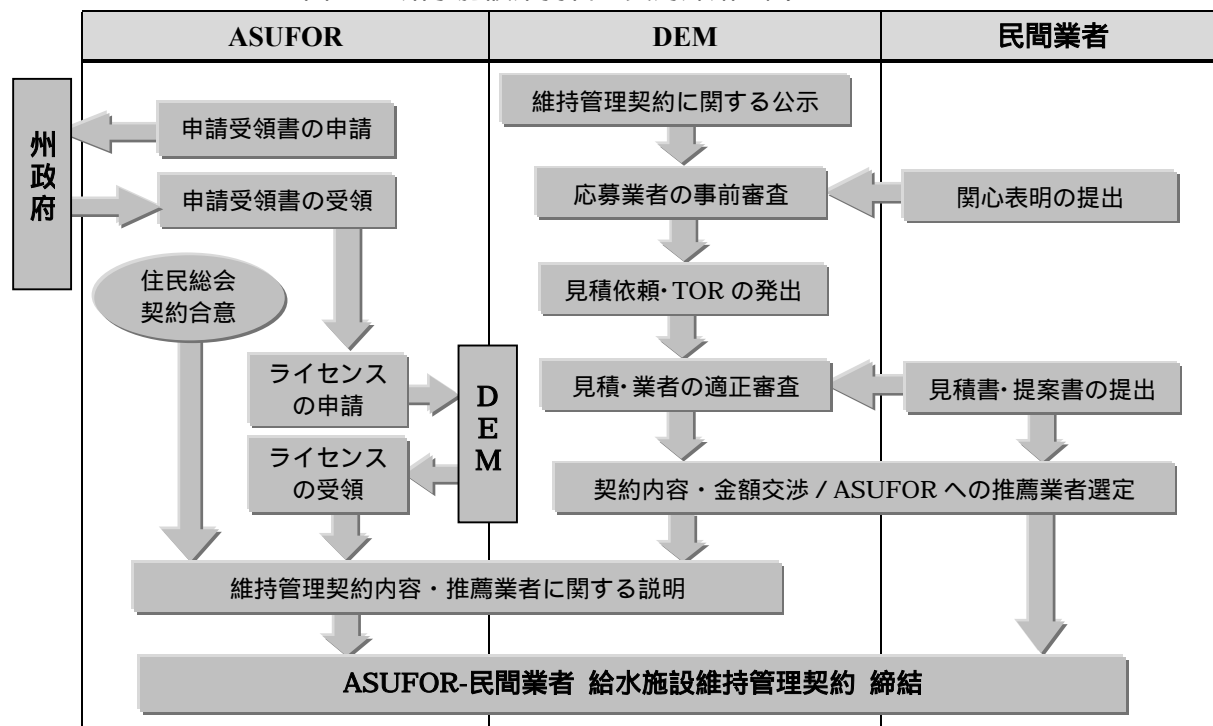 ASUFOR
DEM
民間業者
州政府
申請受領書の申請
申請受領書の受領
住民総会
契約合意
ライセンス
の申請
DEM
ライセンス
の受領
維持管理契約に関する公示
応募業者の事前審査
関心表明の提出
見積依頼･TOR の発出
見積･業者の適正審査
見積書･提案書の提出
契約内容・金額交渉 / ASUFOR への推薦業者選定
維持管理契約内容・推薦業者に関する説明
ASUFOR-民間業者 給水施設維持管理契約 締結